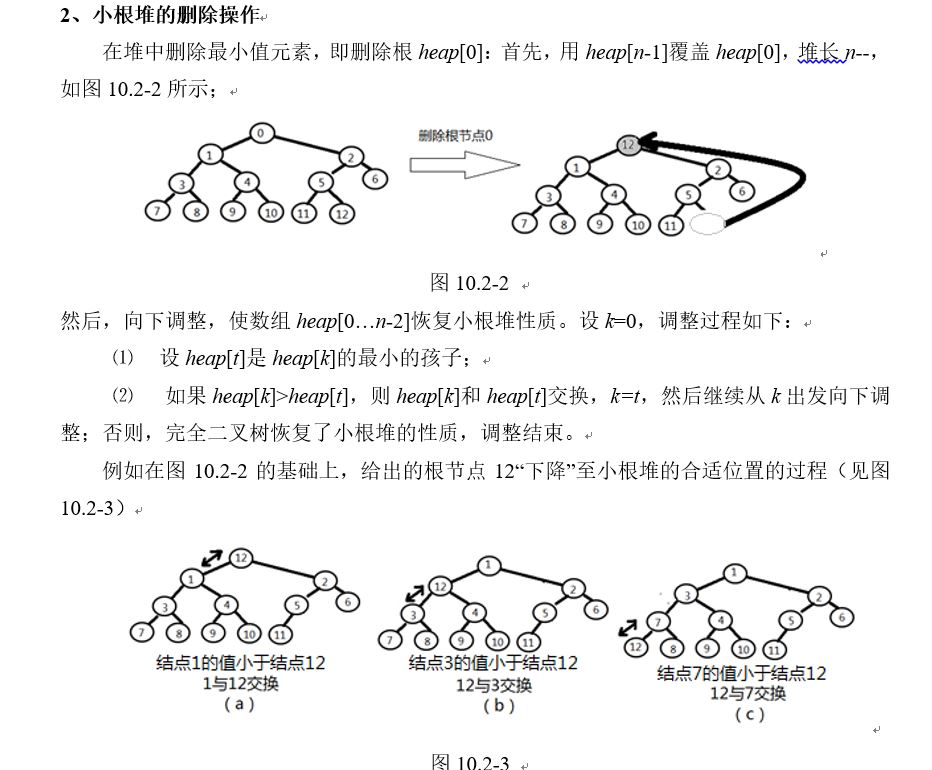 2、小根堆的删除操作
在堆中删除最小值元素，即删除根 heap[0]：首先，用 heap[n-1]覆盖 heap[0]，堆长 n--，
如图 10.2-2 所示；
删除根节点0
0
1 2
3 4 5 6
7 8 9 10 11 12
12
1 2
3 4 5 6
7 8 9 10 11
图 10.2-2
然后，向下调整，使数组 heap[0…n-2]恢复小根堆性质。设 k=0，调整过程如下：
⑴ 设 heap[t]是 heap[k]的最小的孩子；
⑵ 如果 heap[k]>heap[t]，则 heap[k]和 heap[t]交换，k=t，然后继续从 k 出发向下调
整；否则，完全二叉树恢复了小根堆的性质，调整结束。
例如在图 10.2-2 的基础上，给出的根节点 12“下降”至小根堆的合适位置的过程（见图
10.2-3）
12
1 2
3 4 5 6
7 8 9 10 11
结点1的值小于结点12
1与12交换
（a）
1
12 2
3 4 5 6
7 8 9 10 11
结点3的值小于结点12
12与3交换
（b）
1
3 2
7 4 5 6
12 8 9 10 11
结点7的值小于结点12
12与7交换
（c）
图 10.2-3